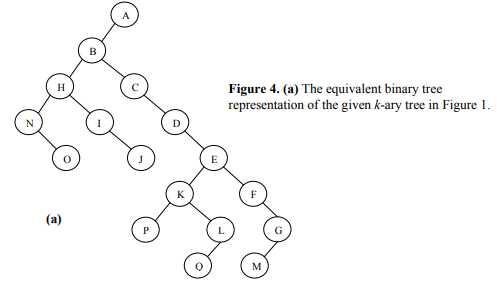 A
B
H
C
Figure 4. (a) The equivalent binary tree
representation of the given k-ary tree in Figure 1.
N
I
D
O
J
E
K
F
(a)
P
L
G
Q
M